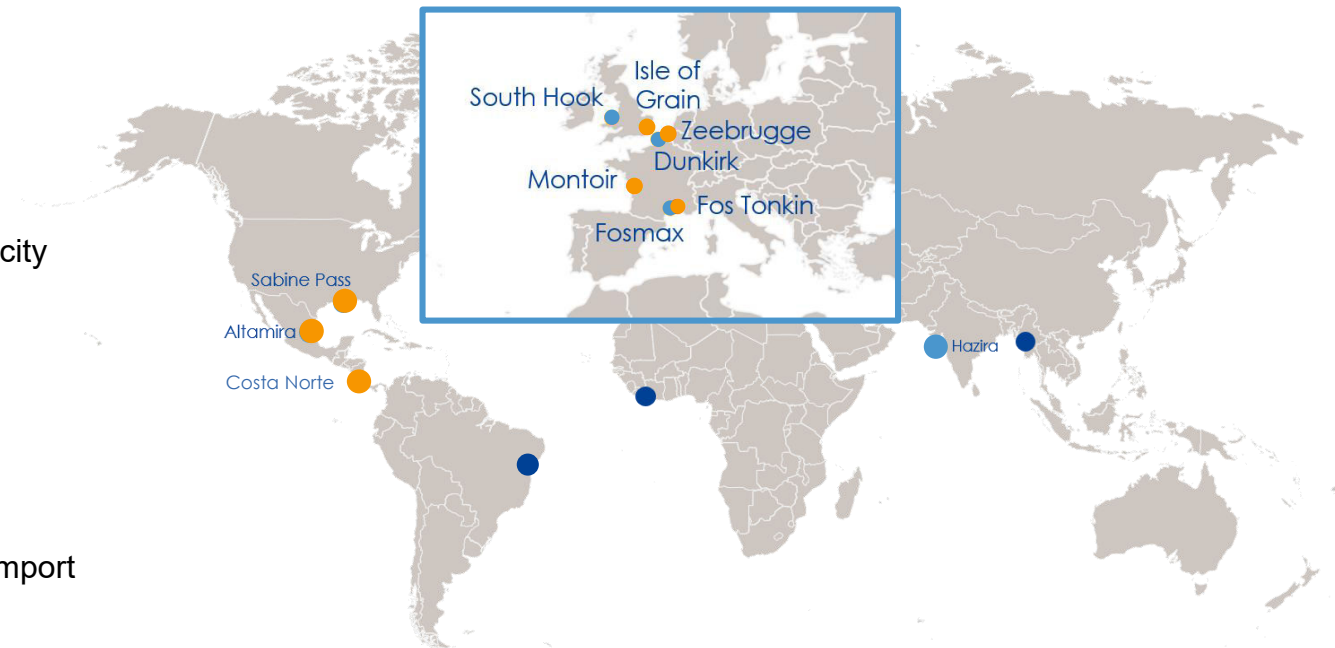 Isle of
Grain
South Hook
Zeebrugge
Dunkirk
Montoir
Fos Tonkin
Fosmax
city
Sabine Pass
Altamira
Hazira
Costa Norte
mport